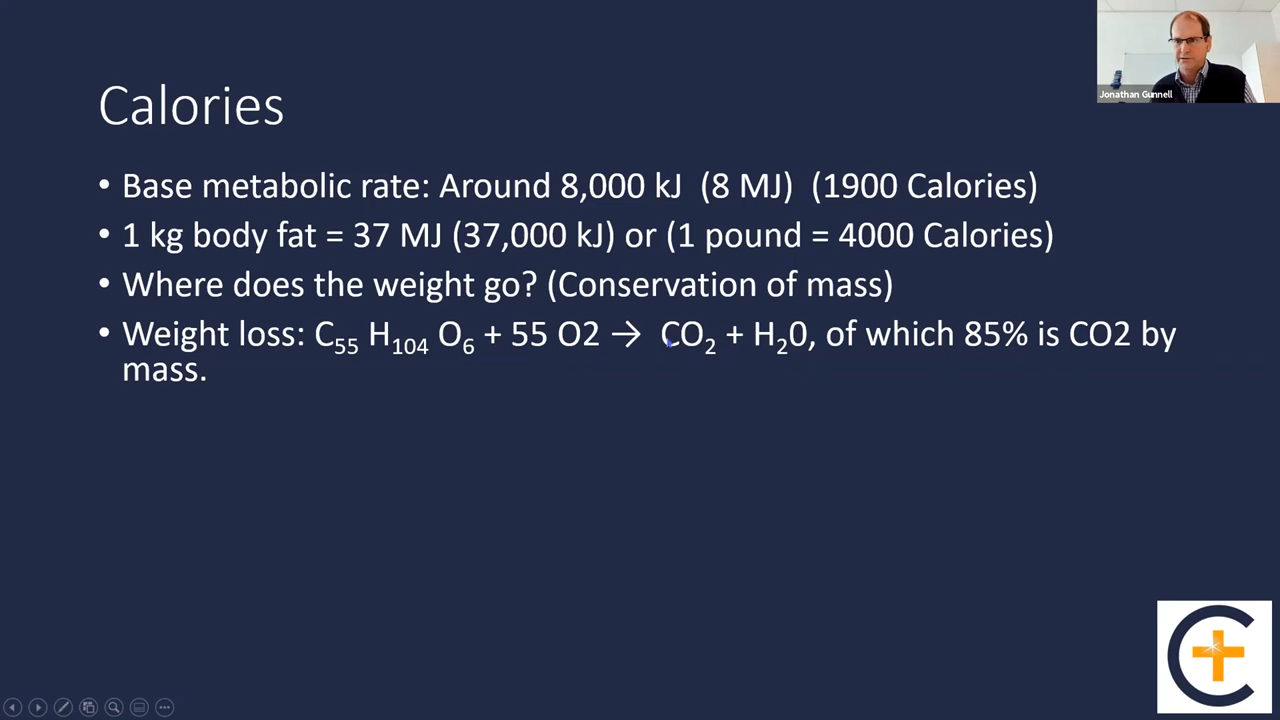 Jonathan Gunnell
Calories
• Base metabolic rate: Around 8,000 kJ (8 MJ) (1900 Calories)
• 1 kg body fat = 37 MJ (37,000 kJ) or (1 pound = 4000 Calories)
• Where does the weight go? (Conservation of mass)
• Weight loss: C₅₅ H₁₀₄ O₆ + 55 O2 → CO₂ + H₂0, of which 85% is CO2 by
mass.